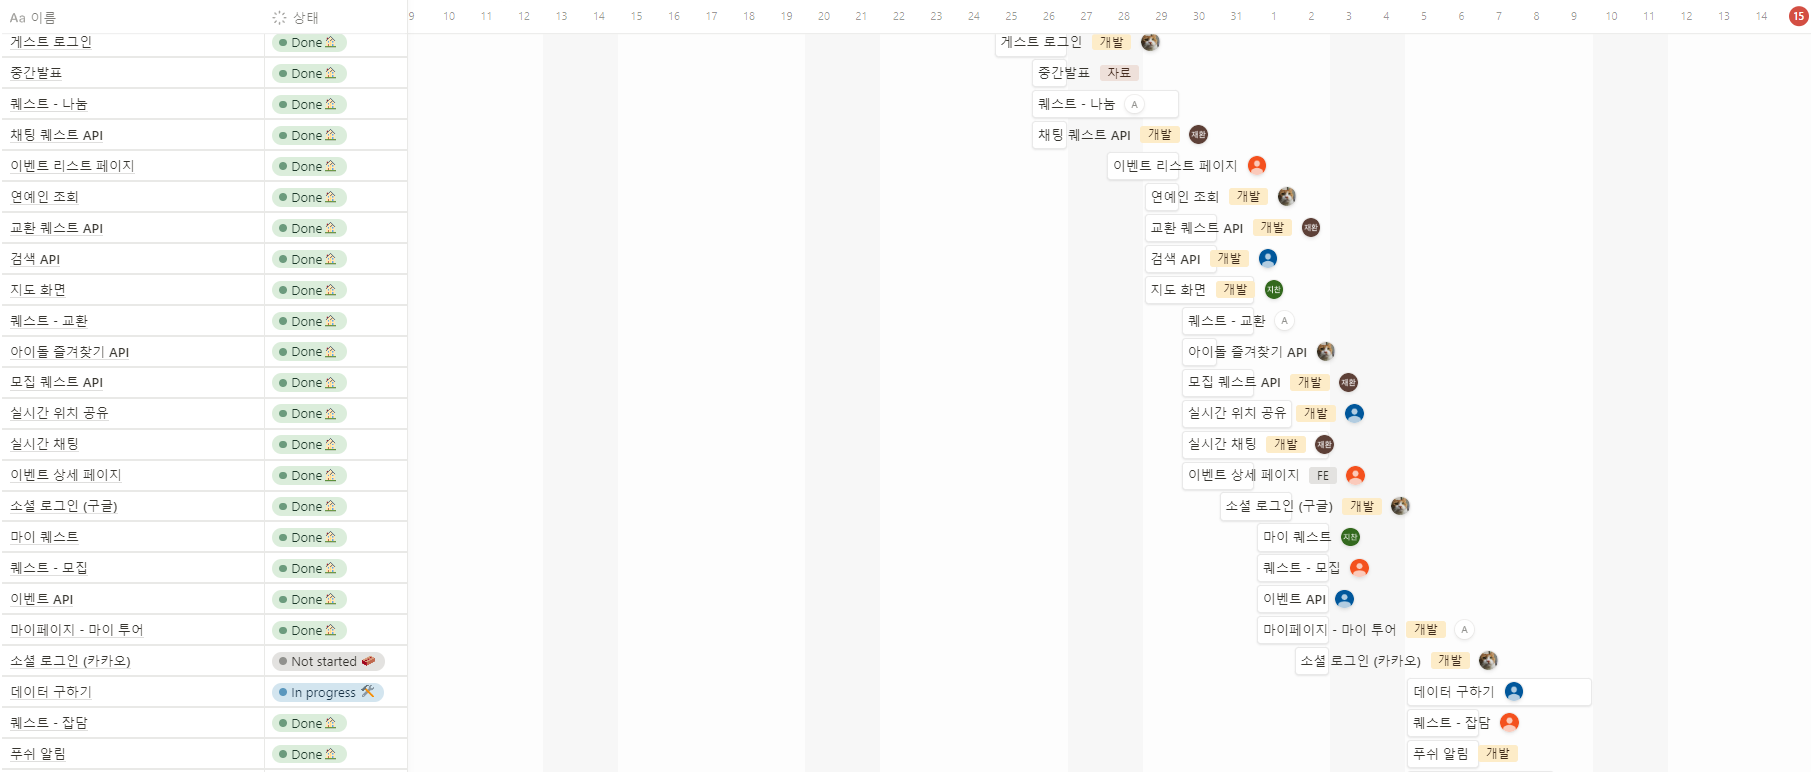 Aa 이름 상태 9 10 11 12 13 14 15 16 17 18 19 20 21 22 23 24 25 26 27 28 29 30 31 1 2 3 4 5 6 7 8 9 10 11 12 13 14 15
게스트 로그인 Done 게스트 로그인 개발
중간발표 Done 중간발표 자료
퀘스트 - 나눔 Done 퀘스트 - 나눔 A
채팅 퀘스트 API Done 채팅 퀘스트 API 개발 재환
이벤트 리스트 페이지 Done 이벤트 리스트 페이지
연예인 조회 Done 연예인 조회 개발
교환 퀘스트 API Done 교환 퀘스트 API 개발 재환
검색 API Done 검색 API 개발
지도 화면 Done 지도 화면 개발 지찬
퀘스트 - 교환 Done 퀘스트 - 교환 A
아이돌 즐겨찾기 API Done 아이돌 즐겨찾기 API
모집 퀘스트 API Done 모집 퀘스트 API 개발 재환
실시간 위치 공유 Done 실시간 위치 공유 개발
실시간 채팅 Done 실시간 채팅 개발 재환
이벤트 상세 페이지 Done 이벤트 상세 페이지 FE
소셜 로그인 (구글) Done 소셜 로그인 (구글) 개발
마이 퀘스트 Done 마이 퀘스트 지찬
퀘스트 - 모집 Done 퀘스트 - 모집
이벤트 API Done 이벤트 API
마이페이지 - 마이 투어 Done 마이페이지 - 마이 투어 개발 A
소셜 로그인 (카카오) Not started 소셜 로그인 (카카오) 개발
데이터 구하기 In progress 데이터 구하기
퀘스트 - 잡담 Done 퀘스트 - 잡담
푸쉬 알림 Done 푸쉬 알림 개발